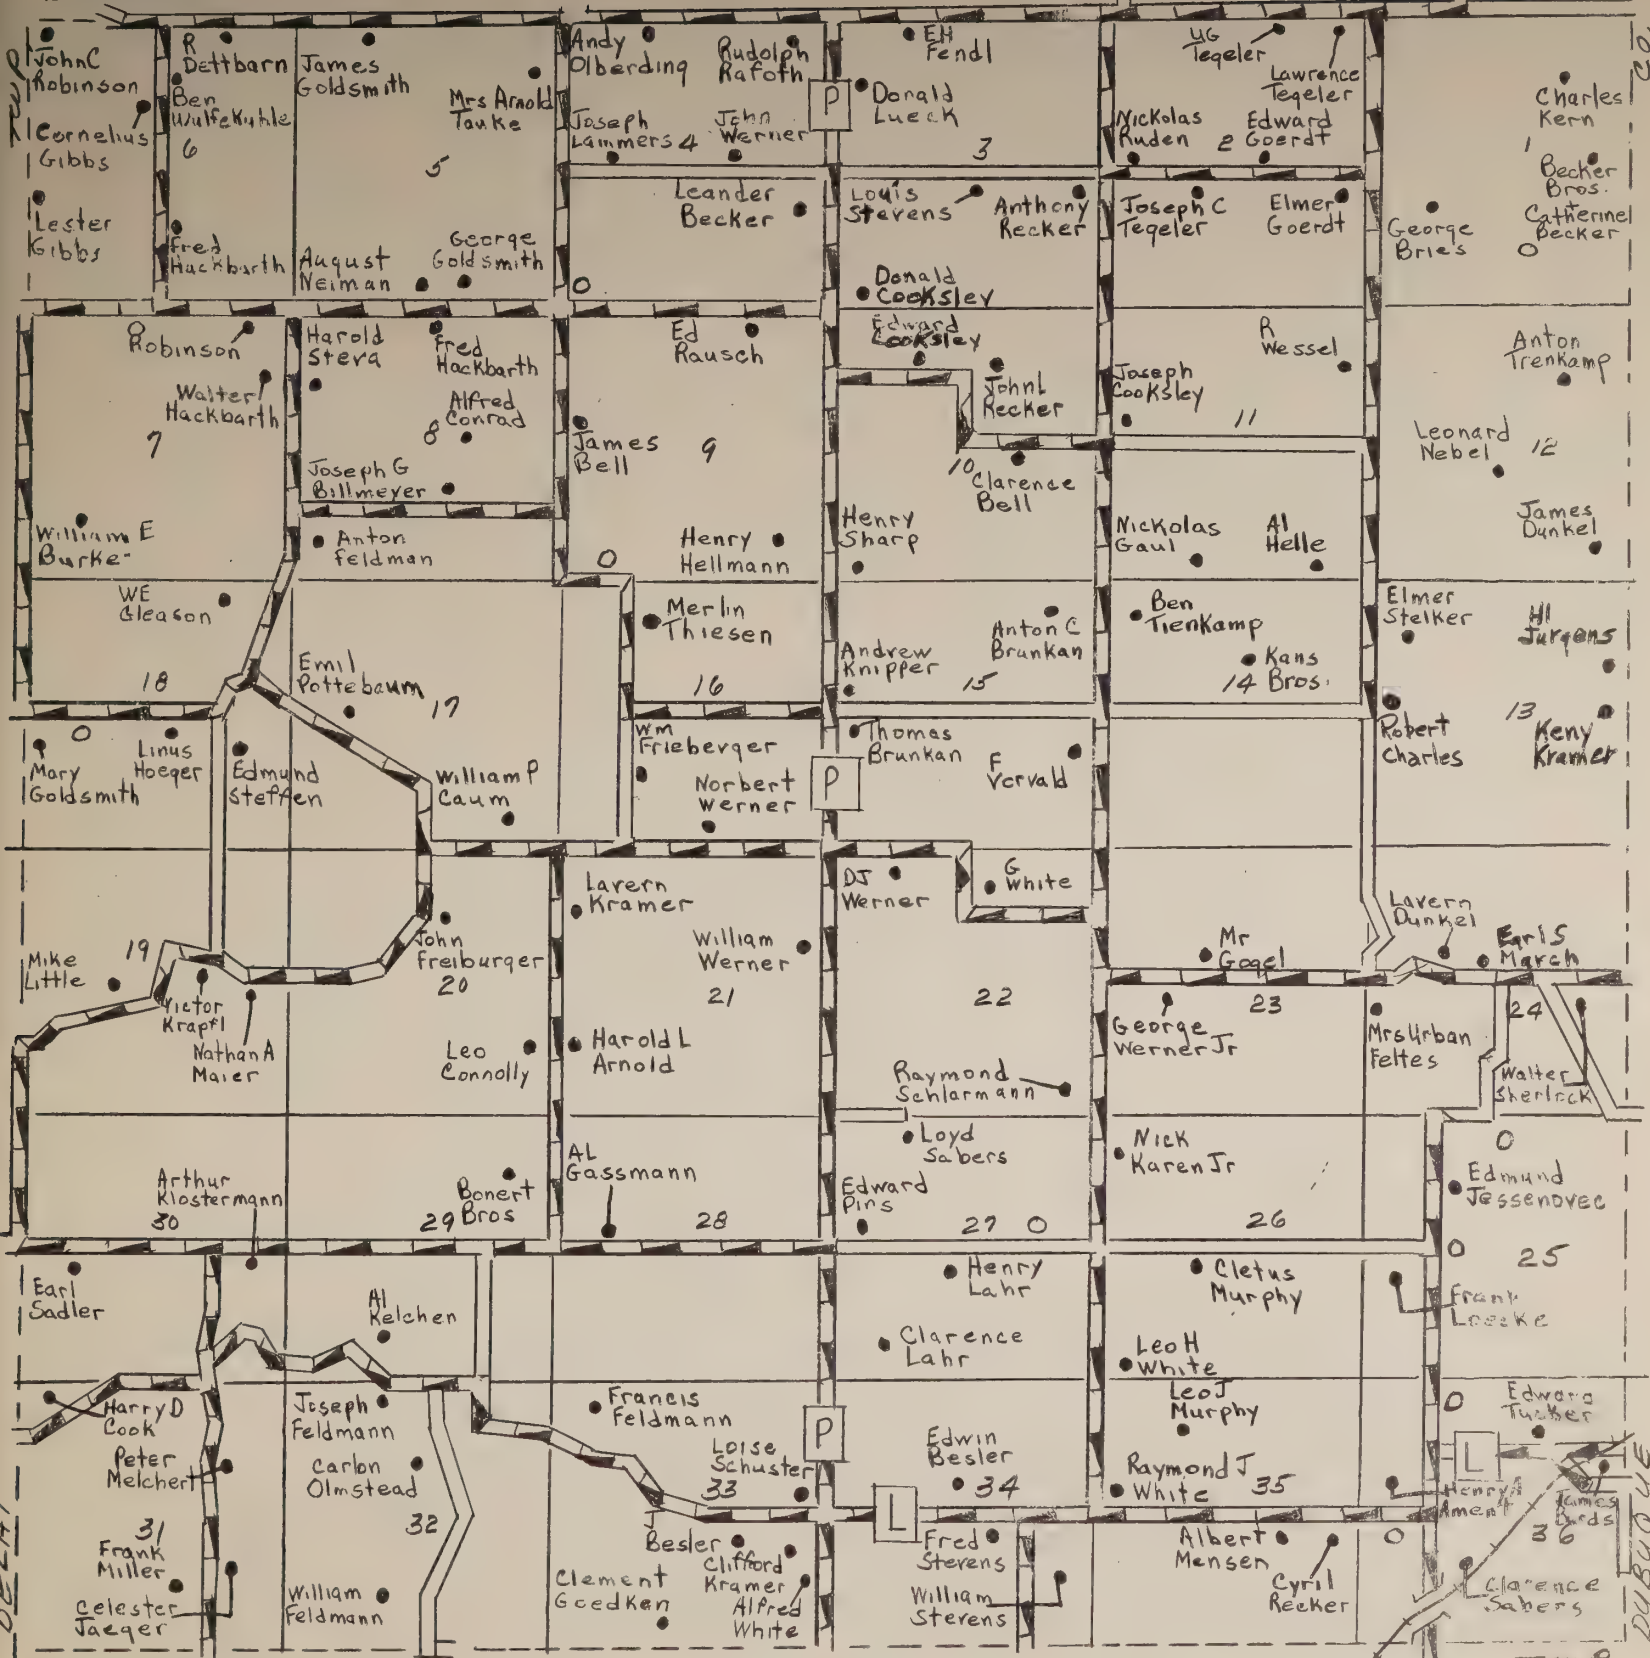 TWP
John C
Robinson
Cornelius
Gibbs
Lester
Gibbs
R
Dettbarn
Ben
Wulfekuhle
6
Fred
Hackbarth
James
Goldsmith
Mrs Arnold
Tauke
5
August
Neiman
George
Goldsmith
Andy
Olberding
Rudolph
Rafoth
Joseph
Lammers
4
John
Werner
Leander
Becker
O
P
EH
Fendl
Donald
Lueck
3
Louis
Stevens
Anthony
Recker
Donald
Cooksley
UG
Tegeler
Lawrence
Tegeler
Nickolas
Ruden
2
Edward
Goerdt
Joseph C
Tegeler
Elmer
Goerdt
CO.
Charles
Kern
1
Becker
Bros.
+
Catherine
Becker
George
Bries
O
Robinson
Walter
Hackbarth
7
William E
Burke
Harold
Steva
Fred
Hackbarth
Alfred
Conrad
8
Joseph G
Billmeyer
Anton
Feldman
Ed
Rausch
James
Bell
9
Henry
Hellmann
O
Edward
Cooksley
John L
Recker
10
Clarence
Bell
Henry
Sharp
R
Wessel
Joseph
Cooksley
11
Nickolas
Gaul
Al
Helle
Anton
Trenkamp
Leonard
Nebel
12
James
Dunkel
WE
Gleason
18
O
Mary
Goldsmith
Linus
Hoeger
Emil
Pottebaum
17
Edmund
Steffen
William P
Caum
Merlin
Thiesen
16
Wm
Frieberger
Norbert
Werner
Anton C
Brunkan
Andrew
Knipper
15
P
Thomas
Brunkan
F
Vorvald
Ben
Trenkamp
Kans
Bros.
14
Elmer
Stelker
Al
Jurgens
Robert
Charles
13
Keny
Kramer
19
Mike
Little
Victor
Krapfl
Nathan A
Maier
John
Freiburger
20
Leo
Connolly
Lavern
Kramer
William
Werner
21
Harold L
Arnold
DJ
Werner
G
White
22
Raymond
Schlarmann
Mr
Gogel
23
George
Werner Jr
Lavern
Dunkel
Earl S
March
24
Mrs Urban
Feltes
Walter
Sherlock
Arthur
Klostermann
30
Bonert
Bros
29
AL
Gassmann
28
Loyd
Sabers
Edward
Pins
27
O
Nick
Karen Jr
26
O
Edmund
Jessenovec
O
25
Earl
Sadler
Al
Kelchen
Henry
Lahr
Clarence
Lahr
Cletus
Murphy
Leo H
White
Frank
Loecke
Harry D
Cook
Peter
Melchert
31
Frank
Miller
Celester
Jaeger
Joseph
Feldmann
Carlon
Olmstead
32
William
Feldmann
Francis
Feldmann
Loise
Schuster
33
J
Besler
Clifford
Kramer
Clement
Goedken
Alfred
White
P
L
Edwin
Besler
34
Fred
Stevens
William
Stevens
Leo J
Murphy
Raymond J
White
35
Albert
Mensen
Cyril
Recker
O
O
Edward
Tucker
L
Henry A
Ament
James
36
Clarence
Sabers
DUBUQUE